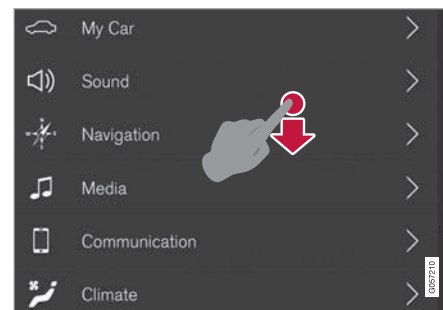 My Car
Sound
Navigation
Media
Communication
Climate
G057210